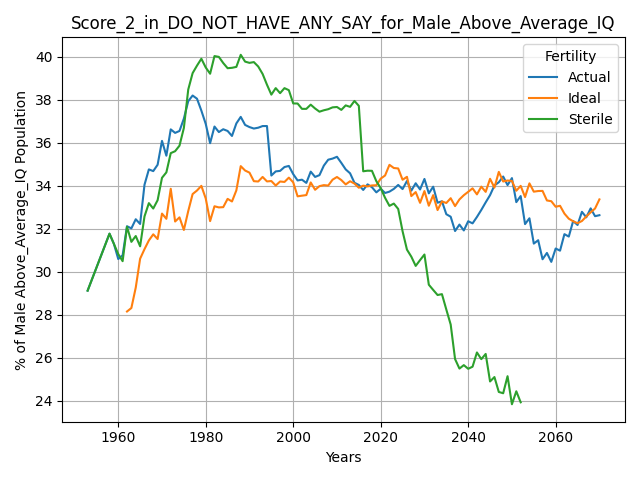 Score_2_in_DO_NOT_HAVE_ANY_SAY_for_Male_Above_Average_IQ
Fertility
Actual
Ideal
Sterile
% of Male Above_Average_IQ Population
40
38
36
34
32
30
28
26
24
1960
1980
2000
2020
2040
2060
Years